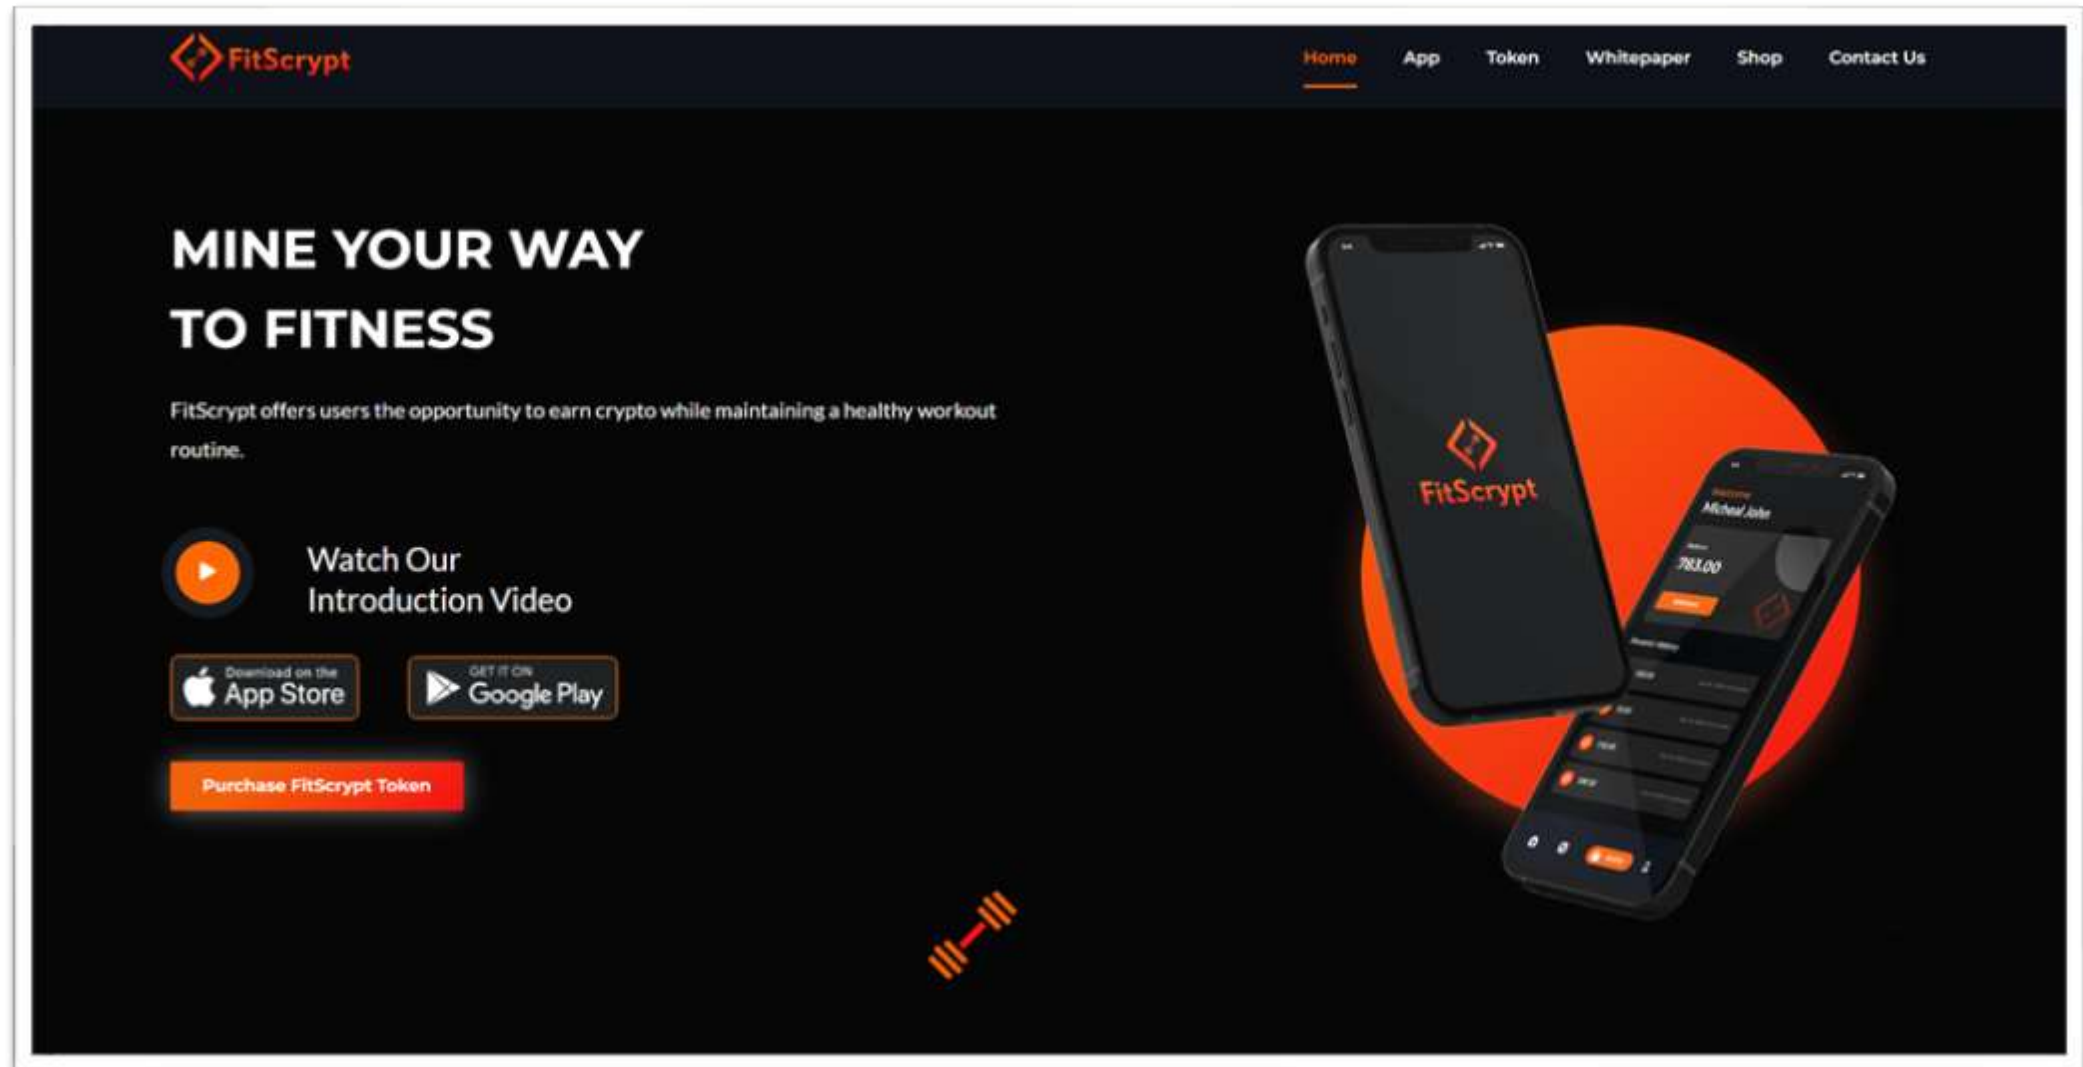 FitScrypt
Home App Token Whitepaper Shop Contact Us
MINE YOUR WAY
TO FITNESS
FitScrypt offers users the opportunity to earn crypto while maintaining a healthy workout
routine.
Watch Our
Introduction Video
Download on the
App Store
GET IT ON
Google Play
Purchase FitScrypt Token
FitScrypt
Welcome
Micheal John
783.00